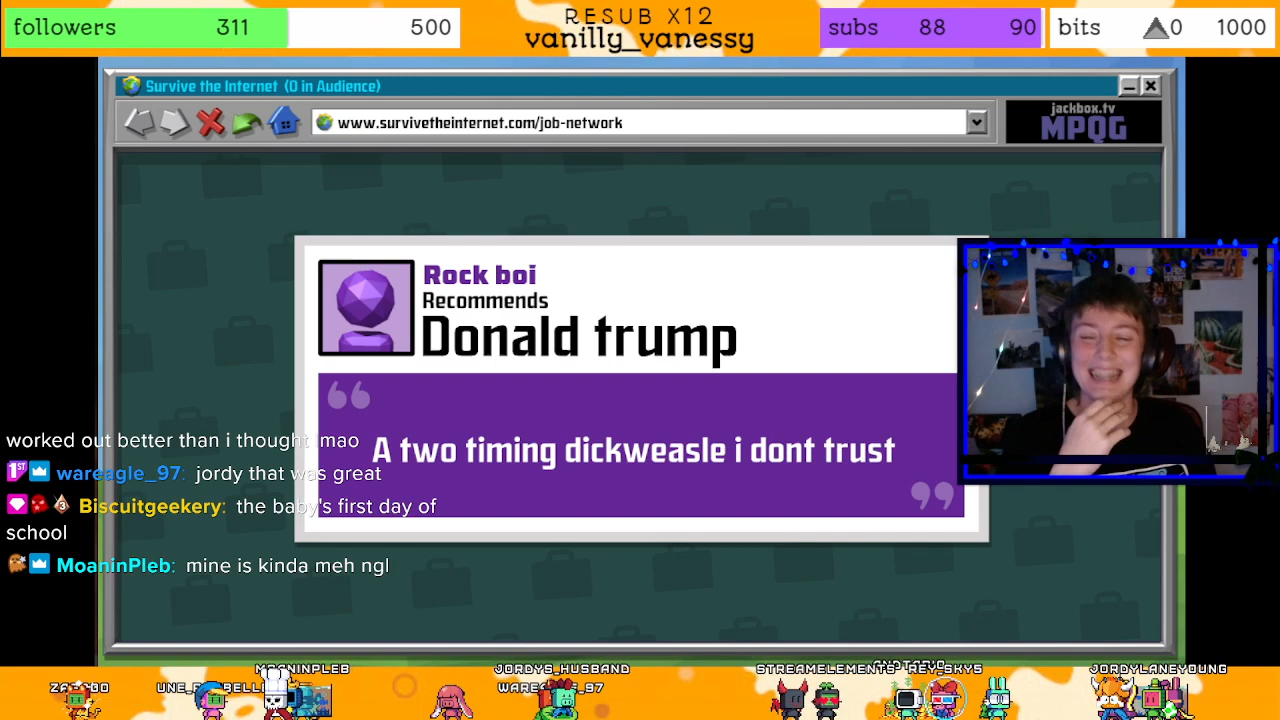 followers 311 500
RESUB X12
vanilly_vanessy
subs 88 90
bits 0 1000
Survive the Internet (0 in Audience)
www.survivetheinternet.com/job-network
jackbox.tv
MPQG
Rock boi
Recommends
Donald trump
A two timing dickweasle i dont trust
worked out better than i thought mao
1ST wareagle_97: jordy that was great
3 Biscuitgeekery: the baby's first day of
school
MoaninPleb: mine is kinda meh ngl
MOANINPLEB
JORDYS_HUSBAND
STREAMELEMENTS
JORDYLANEYOUNG